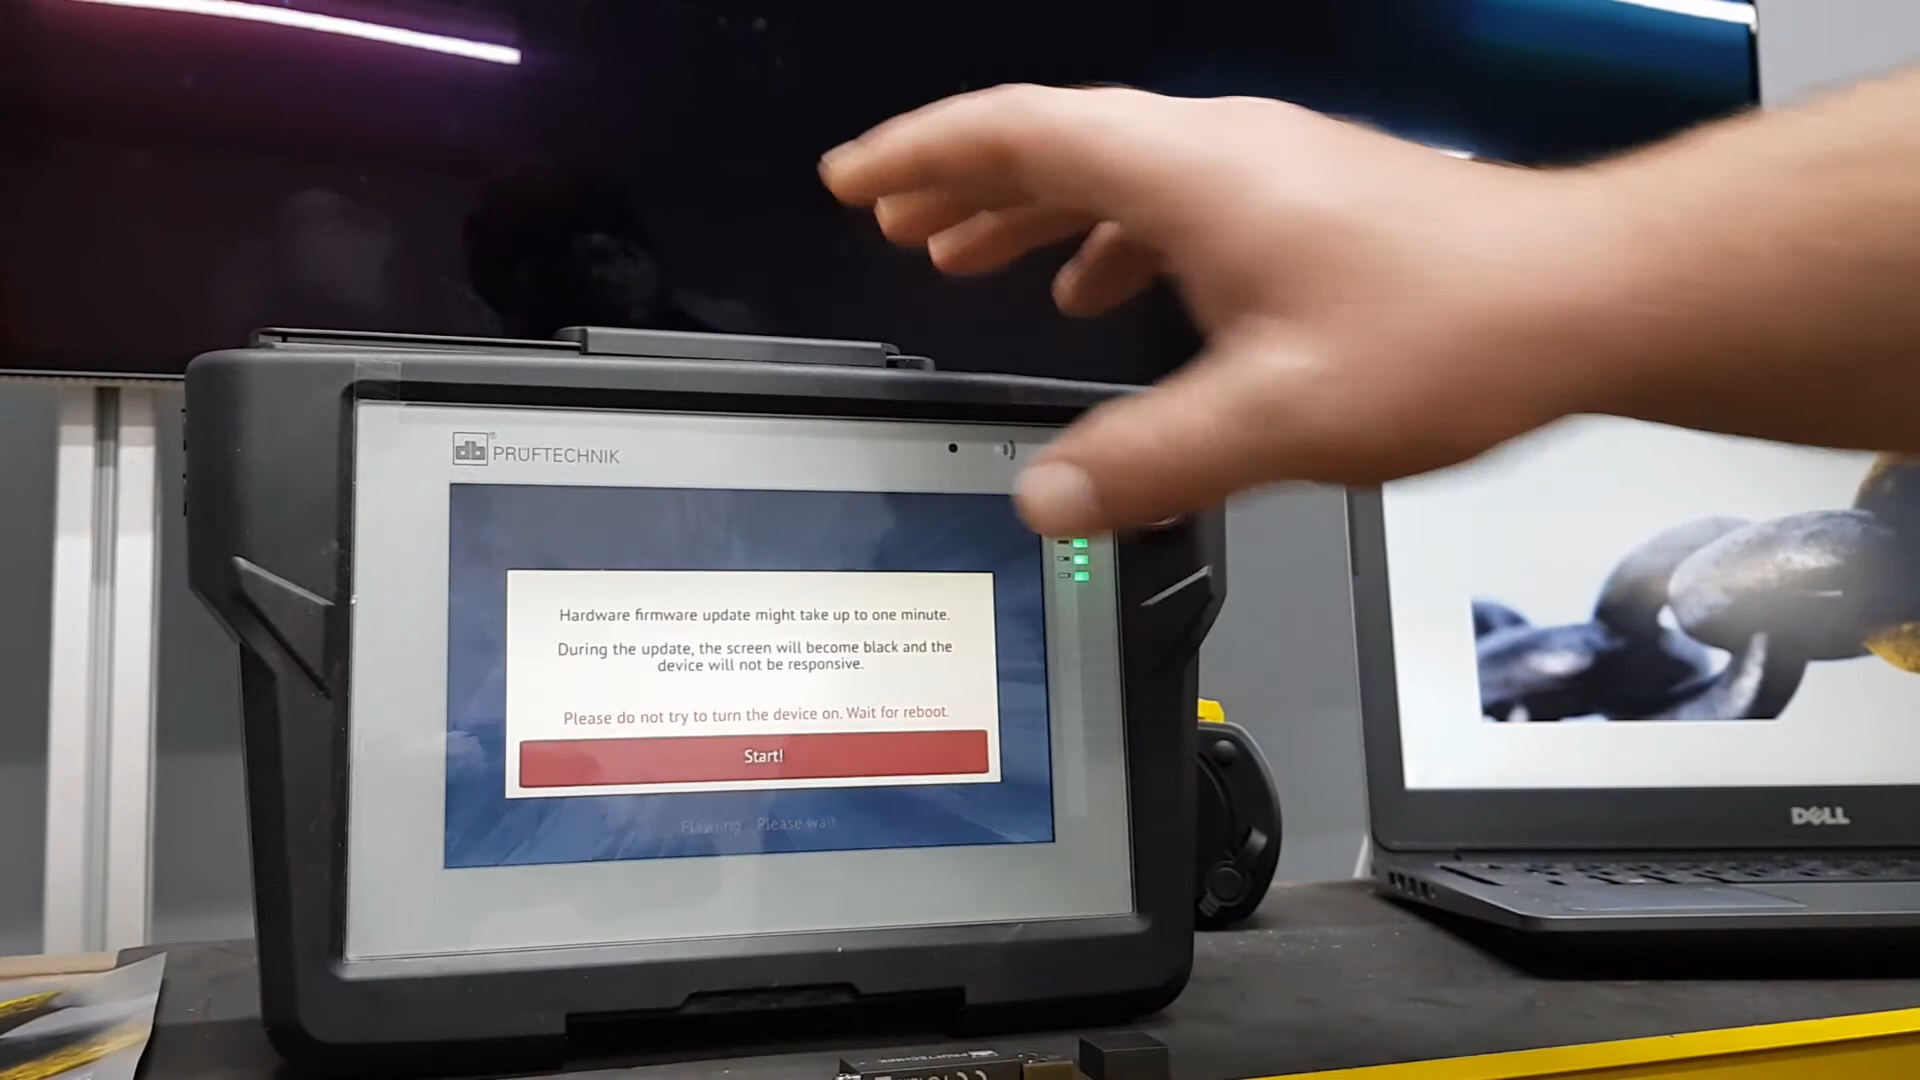 PRÜFTECHNIK
Hardware firmware update might take up to one minute.
During the update, the screen will become black and the
device will not be responsive.
Please do not try to turn the device on. Wait for reboot.
Start!
Flashing Please wait
DELL
PRÜFTECHNIK